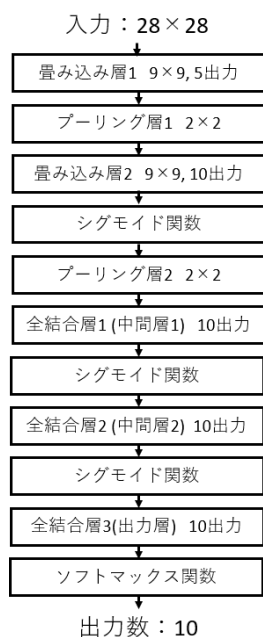 入力：28×28
畳み込み層1 9×9, 5出力
プーリング層1 2×2
畳み込み層2 9×9, 10出力
シグモイド関数
プーリング層2 2×2
全結合層1 (中間層1) 10出力
シグモイド関数
全結合層2 (中間層2) 10出力
シグモイド関数
全結合層3(出力層) 10出力
ソフトマックス関数
出力数：10